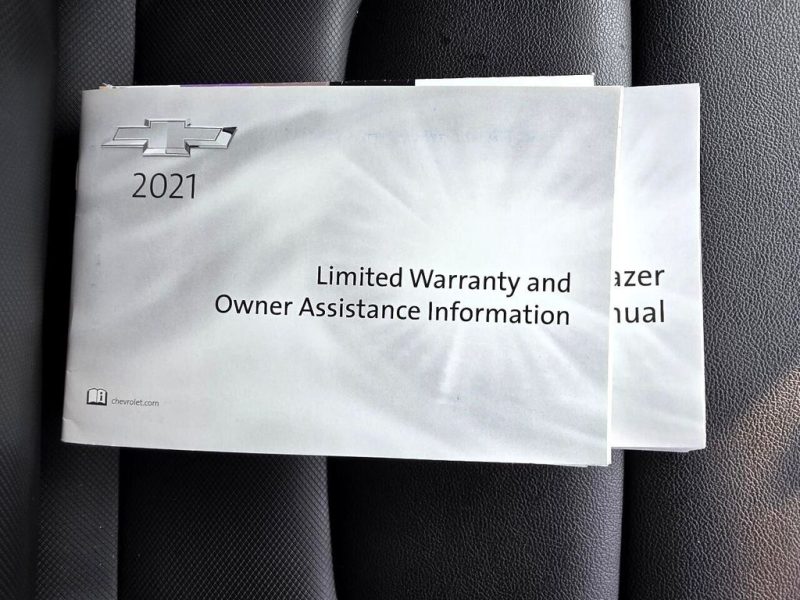 2021
Limited Warranty and
Owner Assistance Information
chevrolet.com
azer
nual